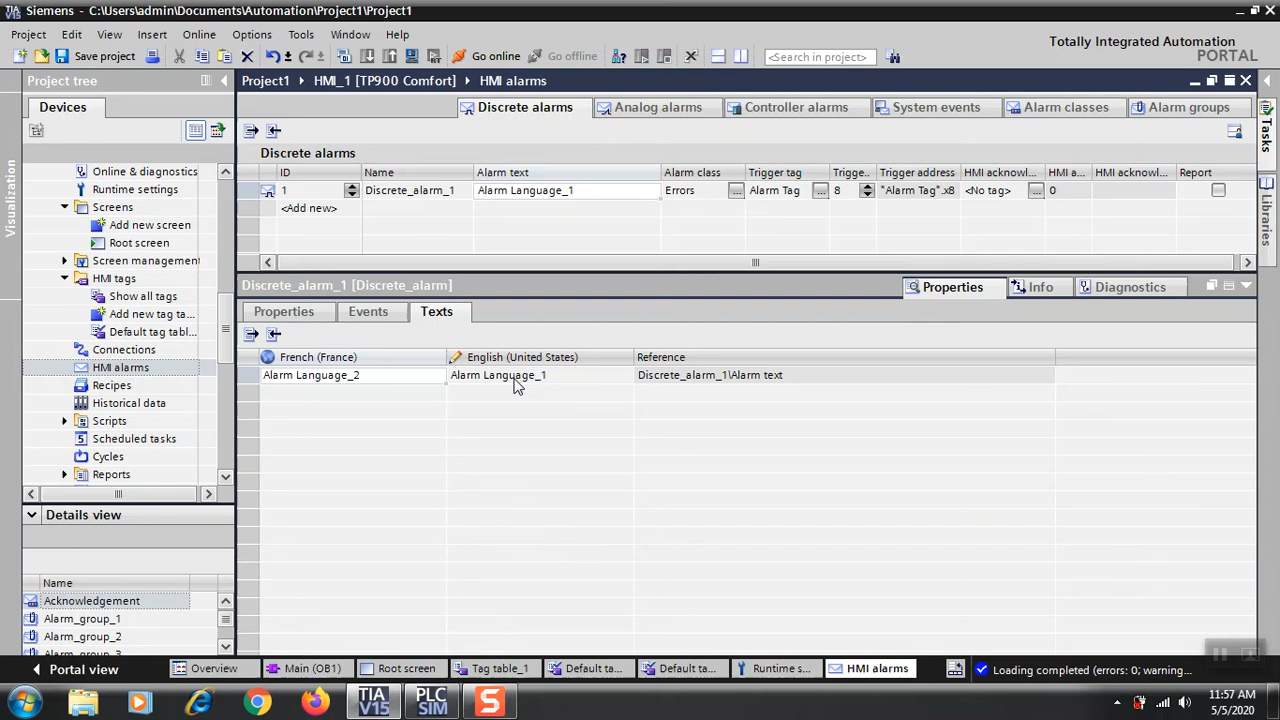 TIA V15 Siemens - C:\Users\admin\Documents\Automation\Project1\Project1
Project Edit View Insert Online Options Tools Window Help
Totally Integrated Automation
PORTAL
Save project Go online Go offline <Search in project>
Project tree
Project1 HMI_1 [TP900 Comfort] HMI alarms
Devices
Discrete alarms Analog alarms Controller alarms System events Alarm classes Alarm groups
Tasks
Libraries
Visualization
Discrete alarms
ID Name Alarm text Alarm class Trigger tag Trigge.. Trigger address HMI acknowl... HMI a... HMI acknowl.. Report
1 Discrete_alarm_1 Alarm Language_1 Errors ... Alarm Tag ... 8 "Alarm Tag".x8 <No tag> ... 0
<Add new>
Online & diagnostics
Runtime settings
Screens
Add new screen
Root screen
Screen management
HMI tags
Show all tags
Add new tag ta...
Default tag tabl...
Connections
HMI alarms
Recipes
Historical data
Scripts
Scheduled tasks
Cycles
Reports
Discrete_alarm_1 [Discrete_alarm]
Properties Info Diagnostics
Properties Events Texts
French (France) English (United States) Reference
Alarm Language_2 Alarm Language_1 Discrete_alarm_1\Alarm text
Details view
Name
Acknowledgement
Alarm_group_1
Alarm_group_2
Alarm_group_3
Portal view Overview Main (OB1) Root screen Tag table_1 Default ta... Default ta... Runtime s... HMI alarms Loading completed (errors: 0; warning...
TIA V15 PLC SIM S
11:57 AM
5/5/2020